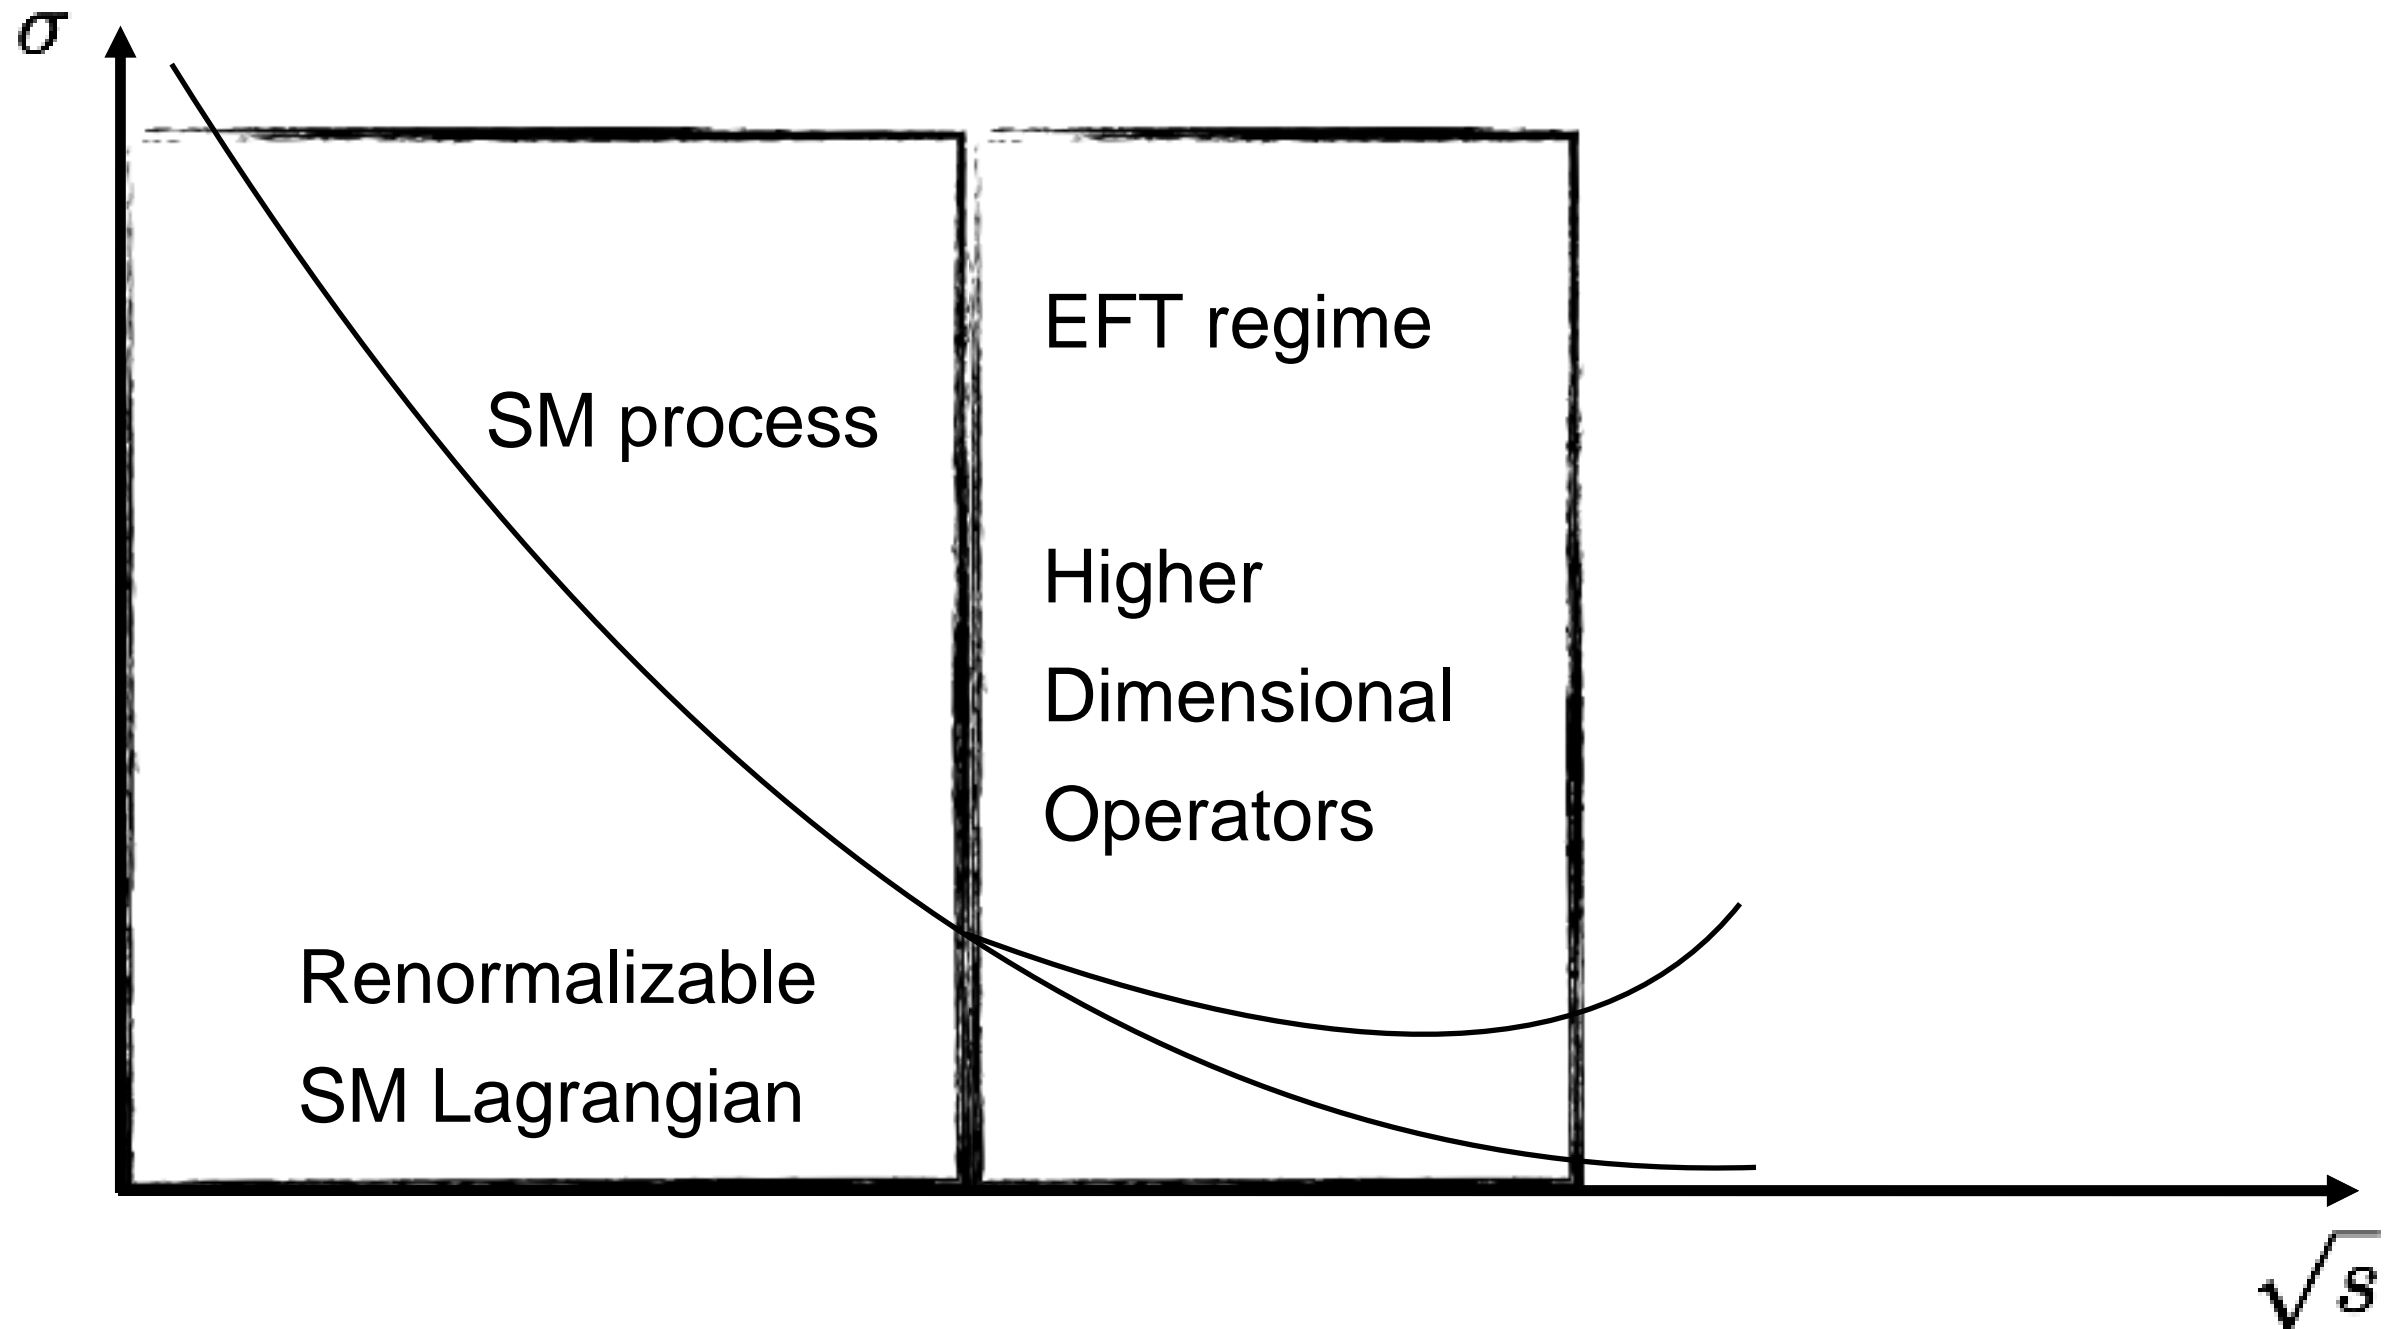 σ
SM process
Renormalizable
SM Lagrangian
EFT regime
Higher
Dimensional
Operators
√s